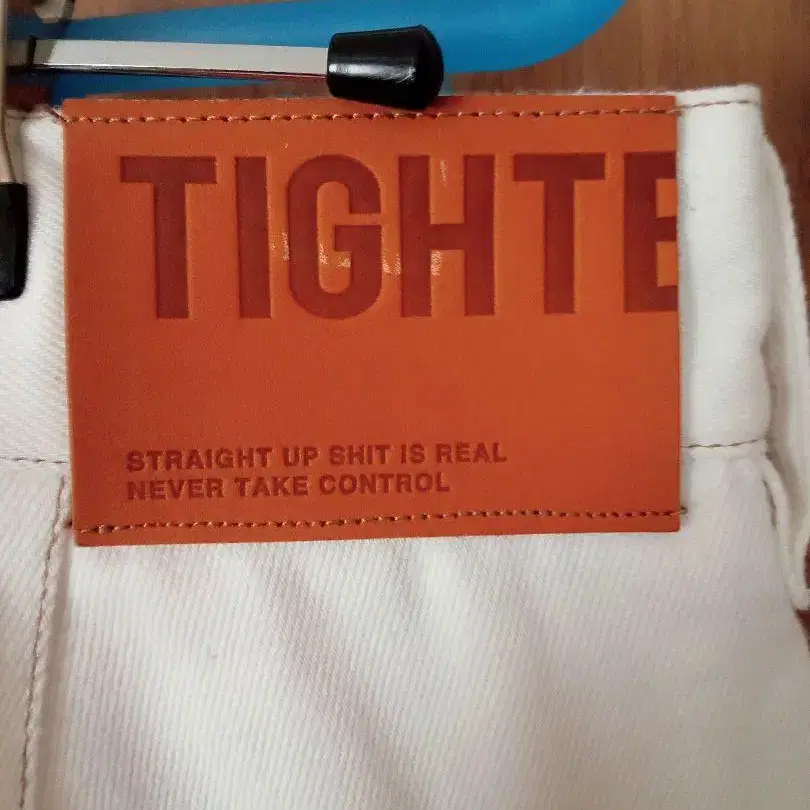 TIGHTE
STRAIGHT UP SHIT IS REAL
NEVER TAKE CONTROL